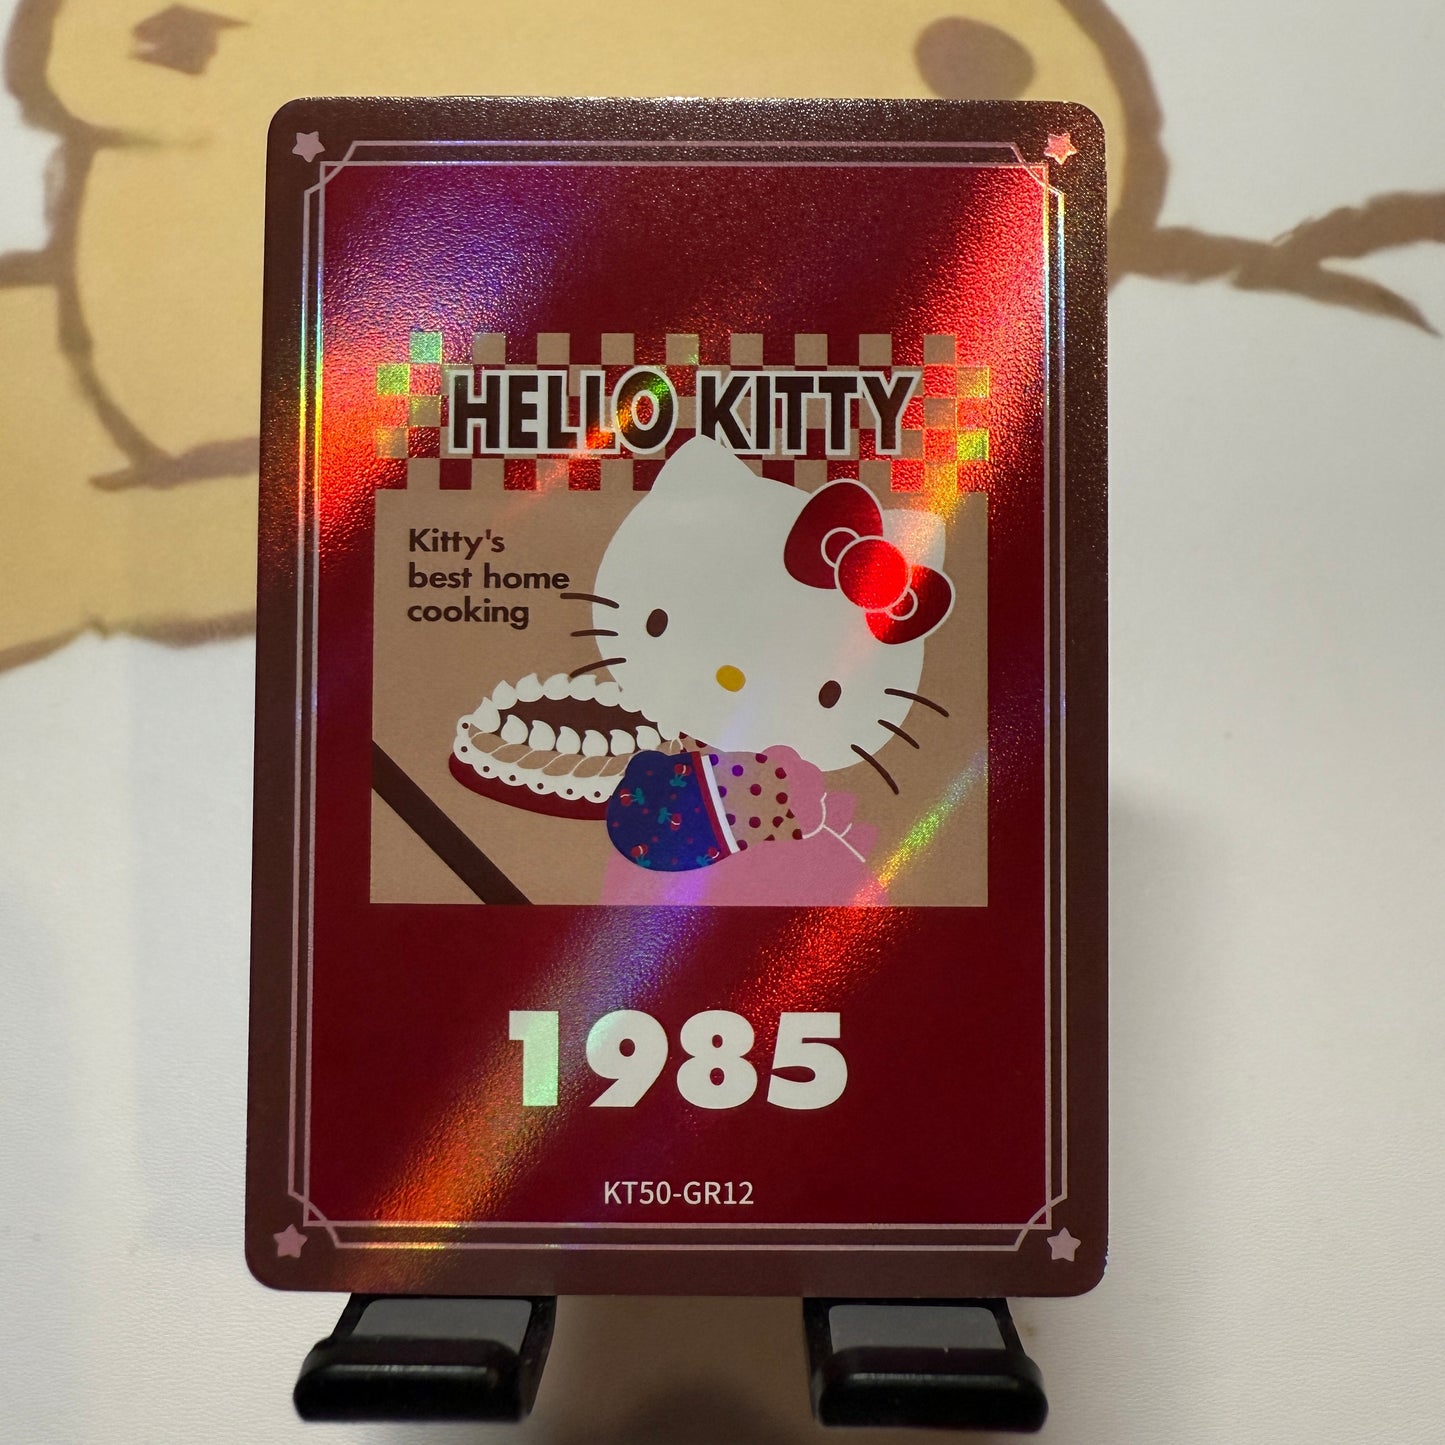 HELLO KITTY
Kitty's
best home
cooking
1985
KT50-GR12